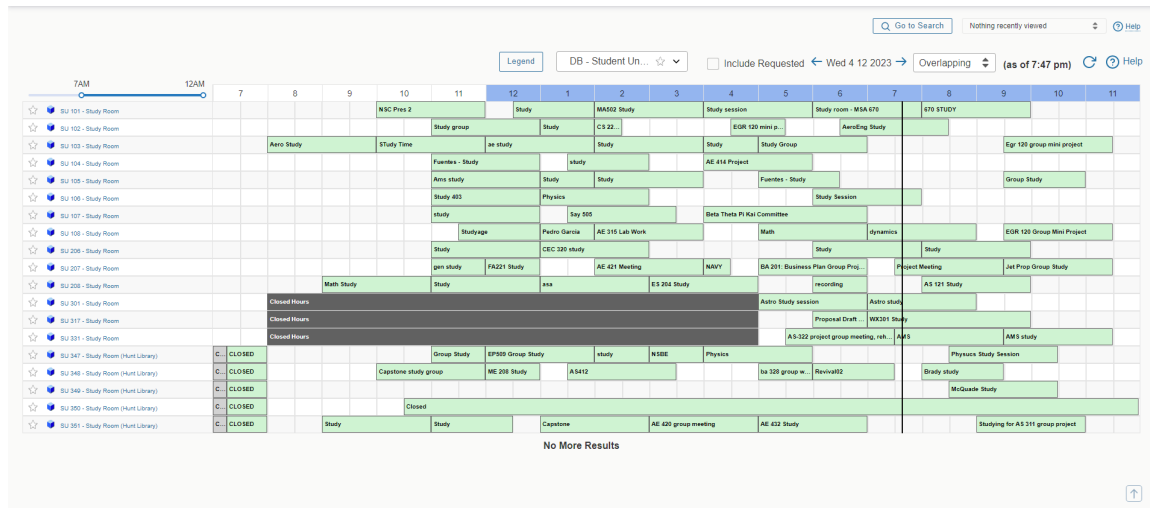 Go to Search
Nothing recently viewed
Help
Legend
DB - Student Un...
Include Requested
Wed 4 12 2023
Overlapping
(as of 7:47 pm)
Help
7AM 12AM
7 8 9 10 11 12 1 2 3 4 5 6 7 8 9 10 11
SU 101 - Study Room NSC Pres 2 Study MA502 Study Study session Study room - MSA 670 670 STUDY
SU 102 - Study Room Study group Study CS 22... EGR 120 mini p... AeroEng Study
SU 103 - Study Room Aero Study STudy Time ae study Study Study Study Group Egr 120 group mini project
SU 104 - Study Room Fuentes - Study study AE 414 Project
SU 105 - Study Room Ams study Study Study Fuentes - Study Group Study
SU 106 - Study Room Study 403 Physics Study Session
SU 107 - Study Room study Say 505 Beta Theta Pi Kai Committee
SU 108 - Study Room Studyage Pedro Garcia AE 315 Lab Work Math dynamics EGR 120 Group Mini Project
SU 206 - Study Room Study CEC 320 study Study Study
SU 207 - Study Room gen study FA221 Study AE 421 Meeting NAVY BA 201: Business Plan Group Proj... Project Meeting Jet Prop Group Study
SU 208 - Study Room Math Study Study asa ES 204 Study recording AS 121 Study
SU 301 - Study Room Closed Hours Astro Study session Astro study
SU 317 - Study Room Closed Hours Proposal Draft ... WX301 Study
SU 331 - Study Room Closed Hours AS-322 project group meeting, reh... AMS AMS study
SU 347 - Study Room (Hunt Library) C... CLOSED Group Study EP509 Group Study study NSBE Physics Physucs Study Session
SU 348 - Study Room (Hunt Library) C... CLOSED Capstone study group ME 208 Study AS412 ba 328 group w... Revival02 Brady study
SU 349 - Study Room (Hunt Library) C... CLOSED McQuade Study
SU 350 - Study Room (Hunt Library) C... CLOSED Closed
SU 351 - Study Room (Hunt Library) C... CLOSED Study Study Capstone AE 420 group meeting AE 432 Study Studying for AS 311 group project
No More Results